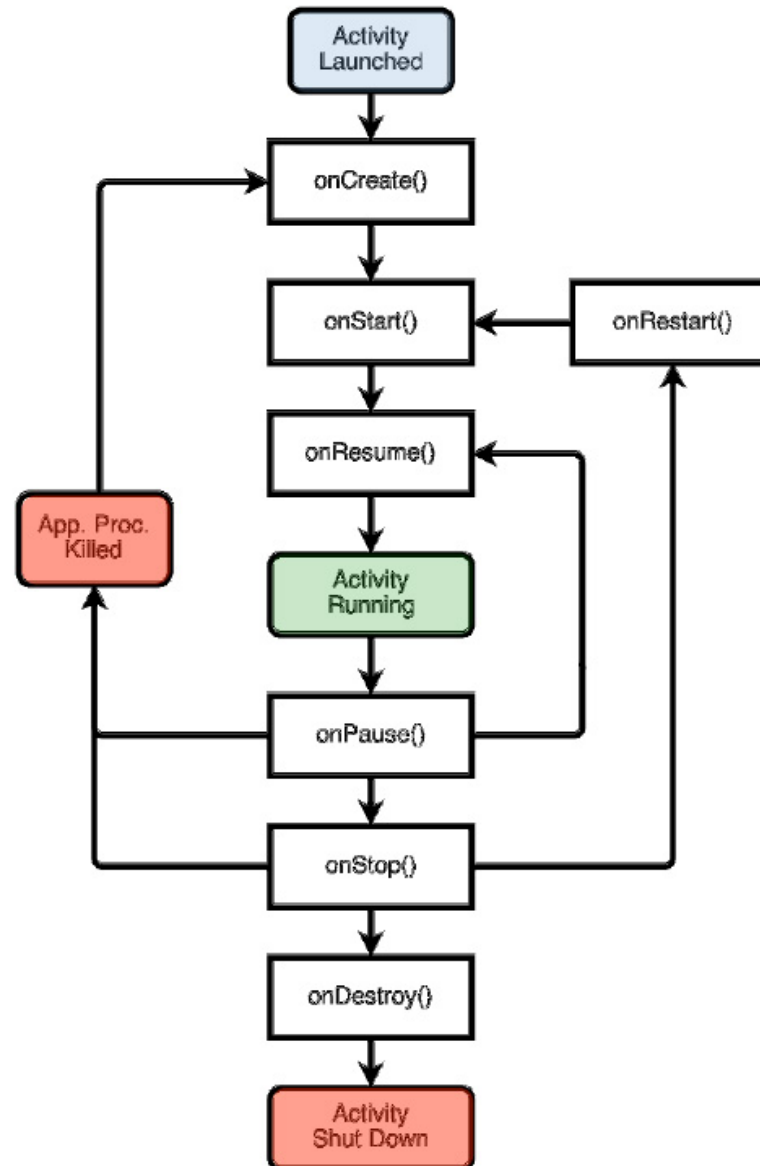 Activity
Launched
onCreate()
onStart()
onRestart()
onResume()
App. Proc.
Killed
Activity
Running
onPause()
onStop()
onDestroy()
Activity
Shut Down